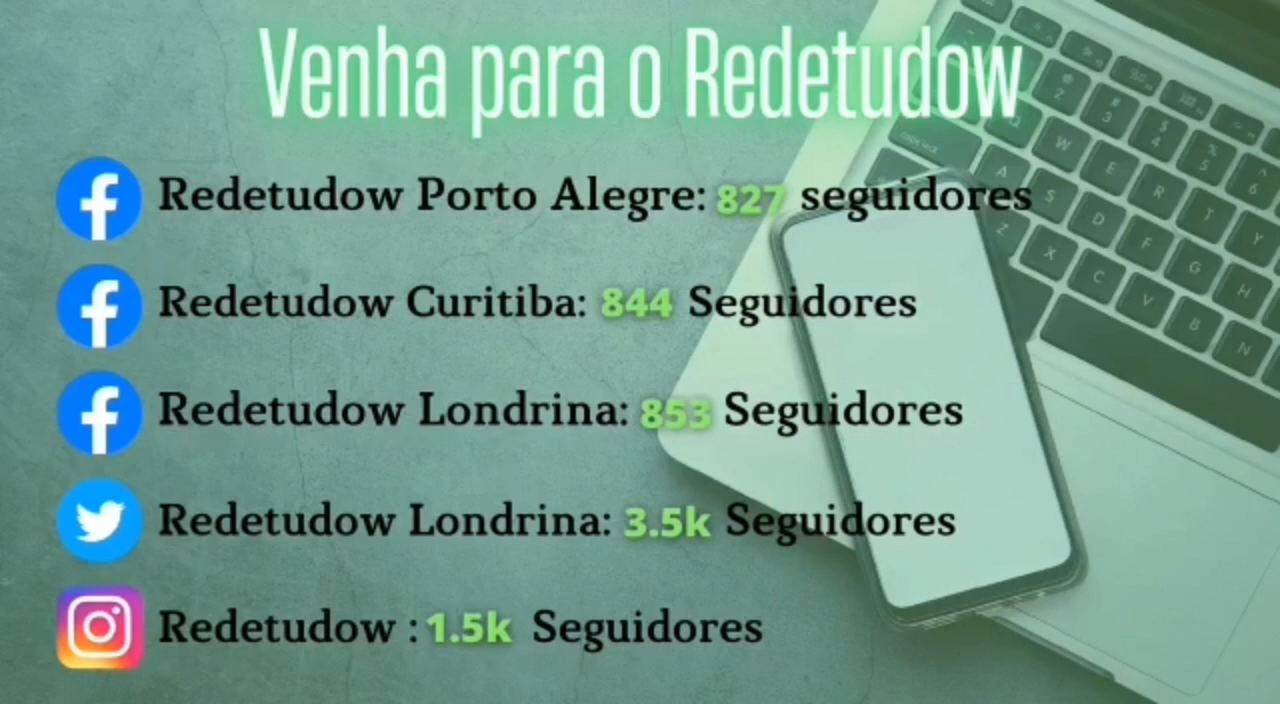 Venha para o Redetudow
Redetudow Porto Alegre: 827 seguidores
Redetudow Curitiba: 844 Seguidores
Redetudow Londrina: 853 Seguidores
Redetudow Londrina: 3.5k Seguidores
Redetudow : 1.5k Seguidores